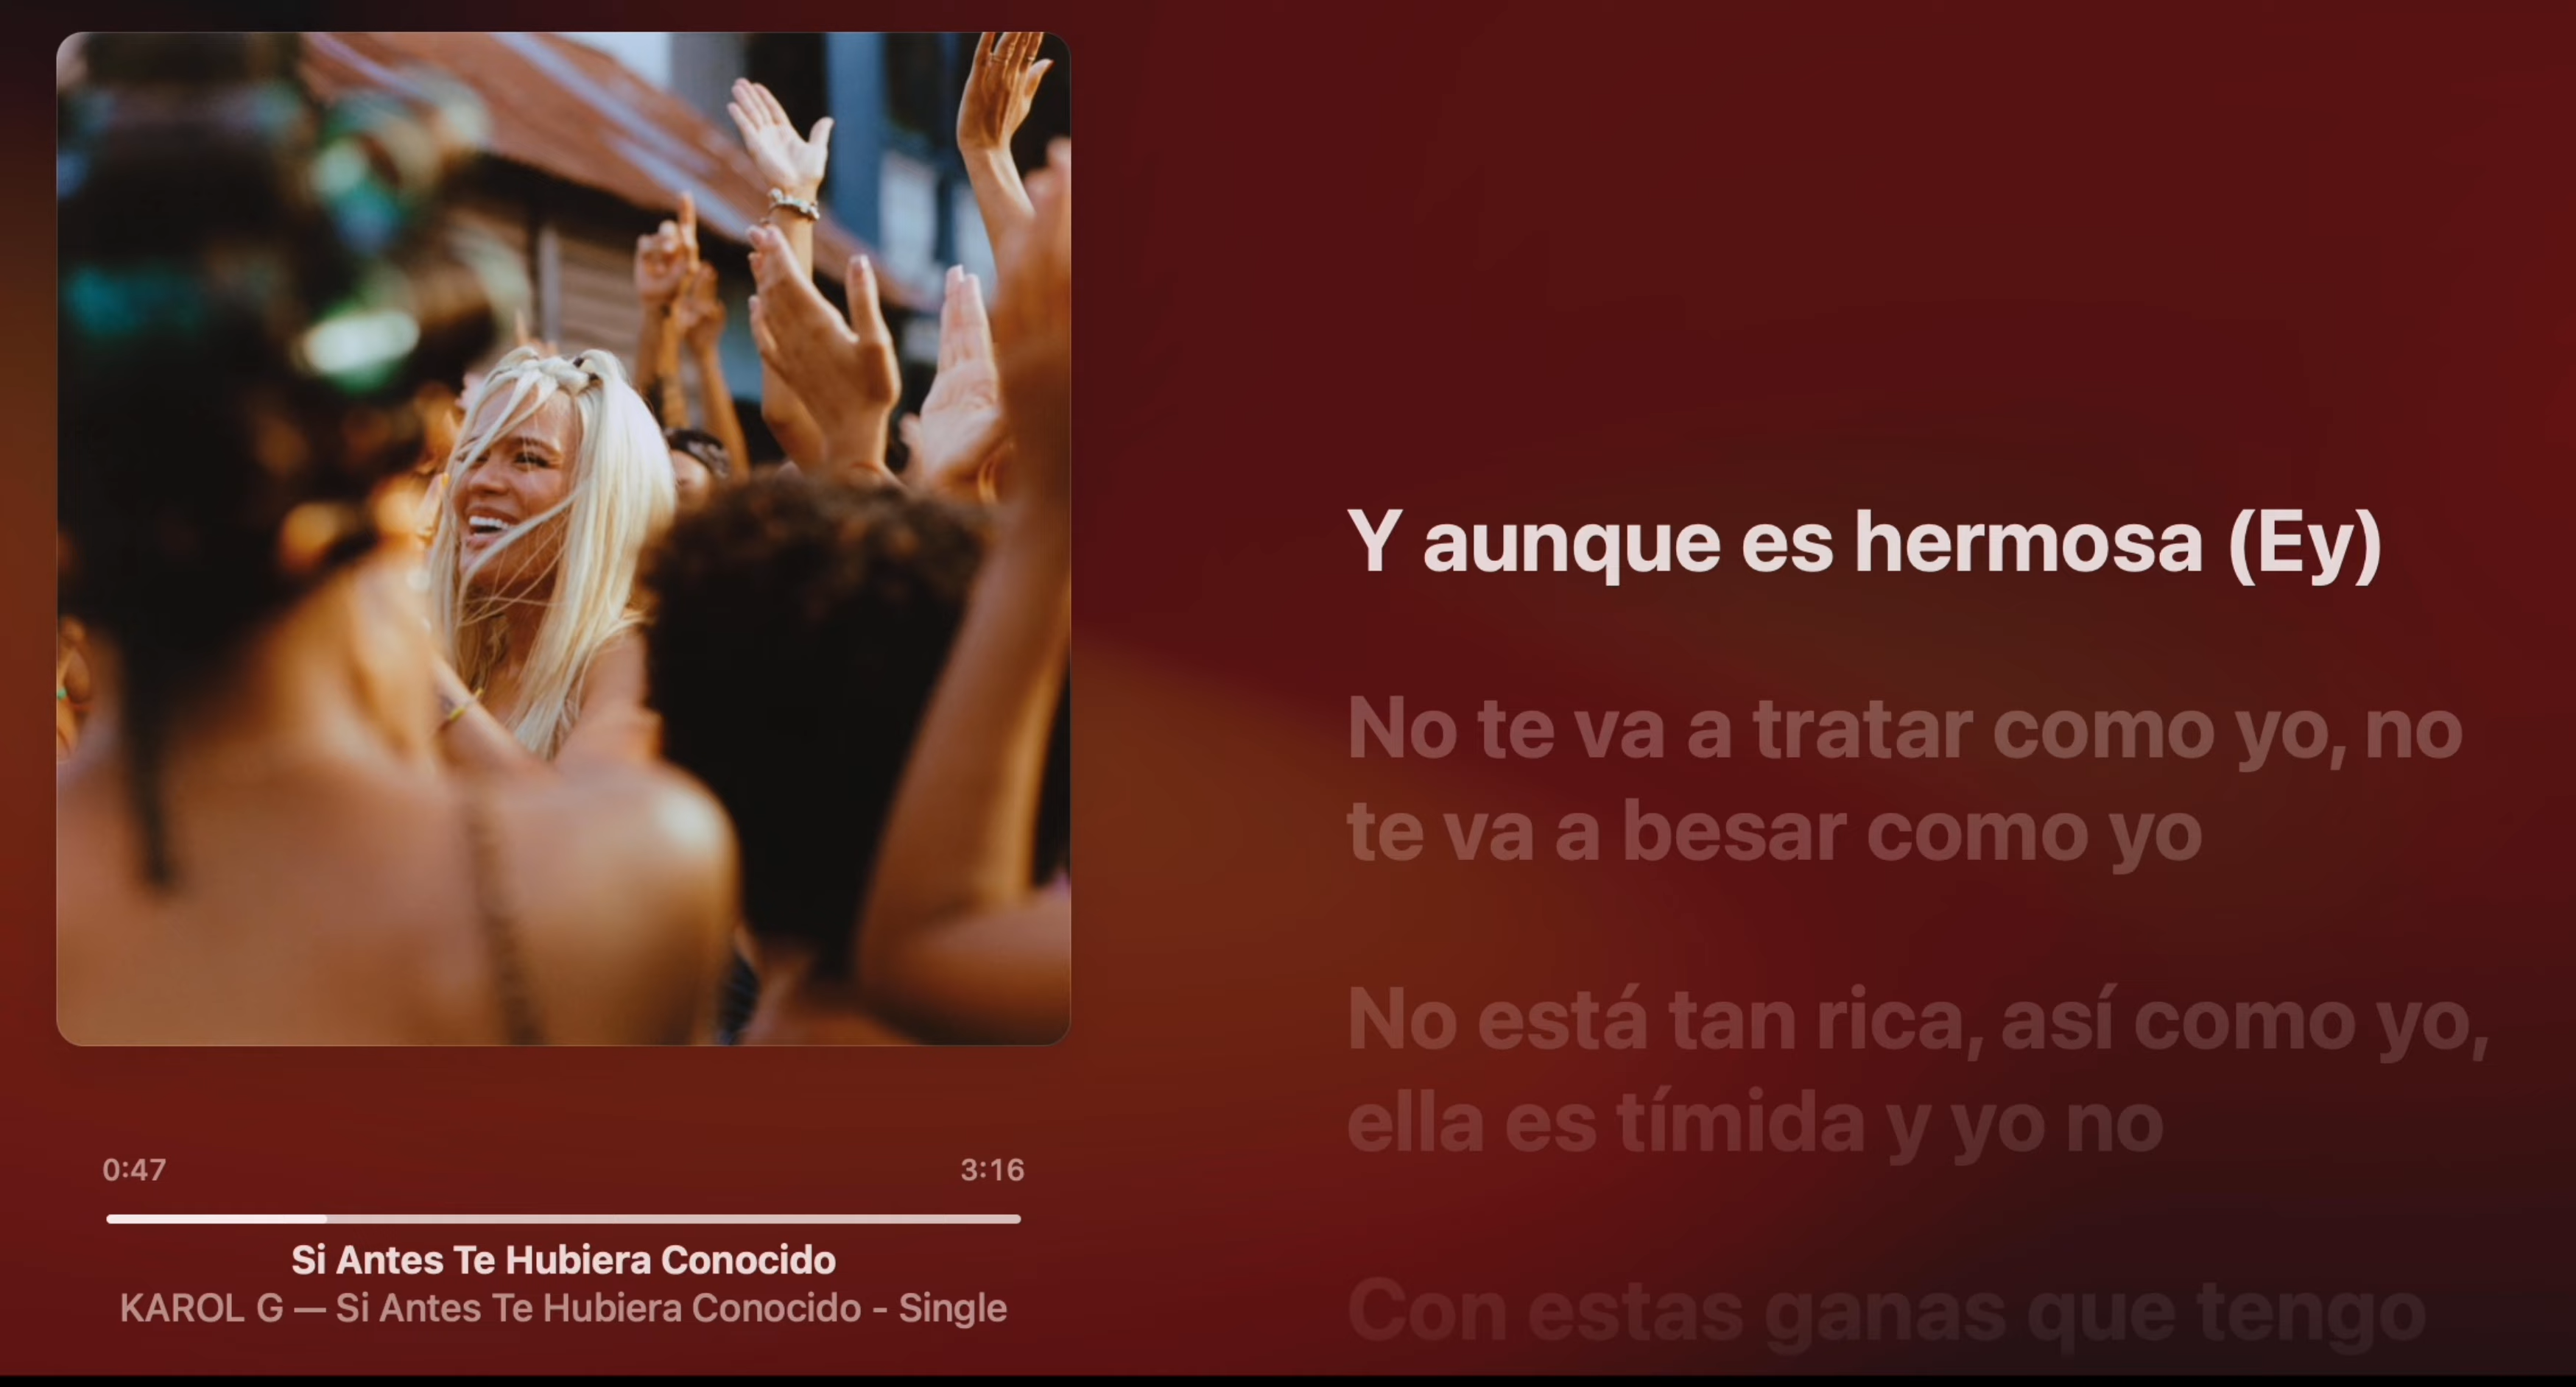 Y aunque es hermosa (Ey)
No te va a tratar como yo, no
te va a besar como yo
No está tan rica, así como yo,
ella es tímida y yo no
Con estas ganas que tengo
0:47
3:16
Si Antes Te Hubiera Conocido
KAROL G — Si Antes Te Hubiera Conocido - Single